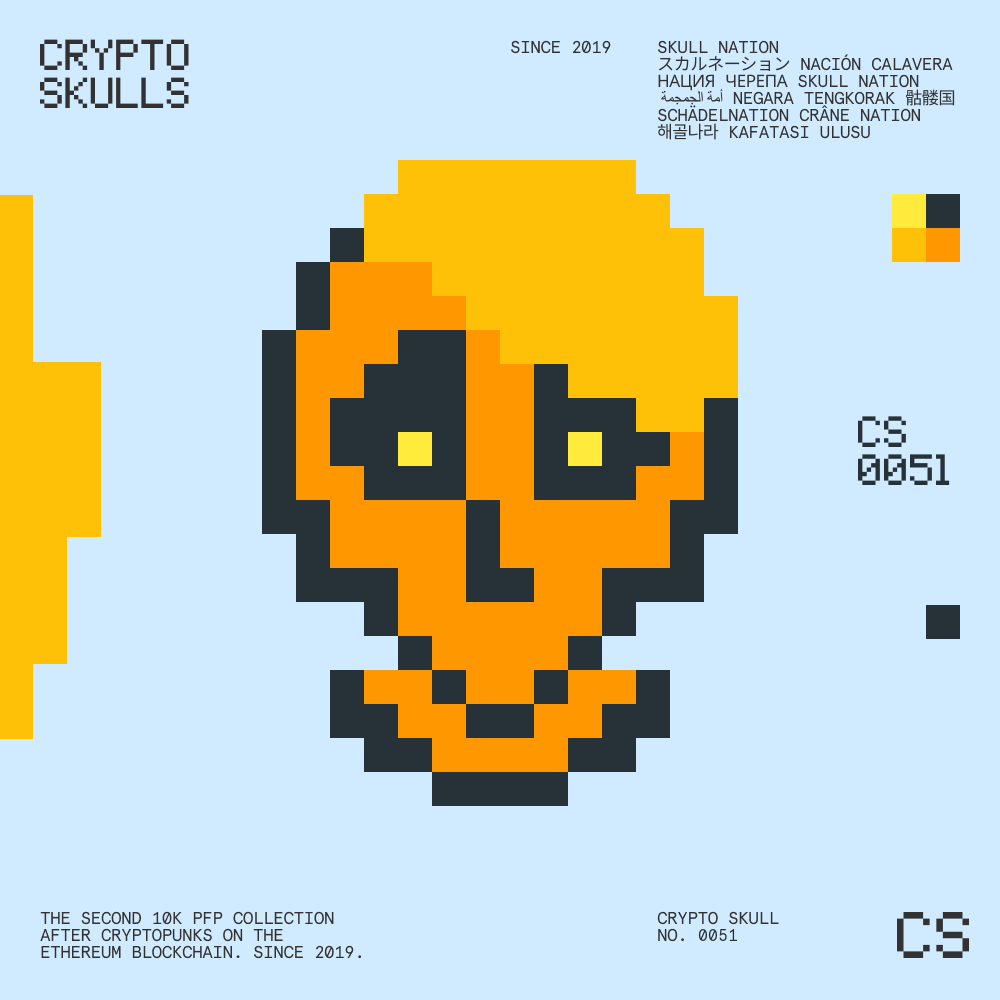 CRYPTO
SKULLS
SINCE 2019
SKULL NATION
スカルネーション NACIÓN CALAVERA
НАЦИЯ ЧЕРЕПА SKULL NATION
أمة الجمجمة NEGARA TENGKORAK 骷髅国
SCHÄDELNATION CRÂNE NATION
해골나라 KAFATASI ULUSU
CS
0051
THE SECOND 10K PFP COLLECTION
AFTER CRYPTOPUNKS ON THE
ETHEREUM BLOCKCHAIN. SINCE 2019.
CRYPTO SKULL
NO. 0051
CS